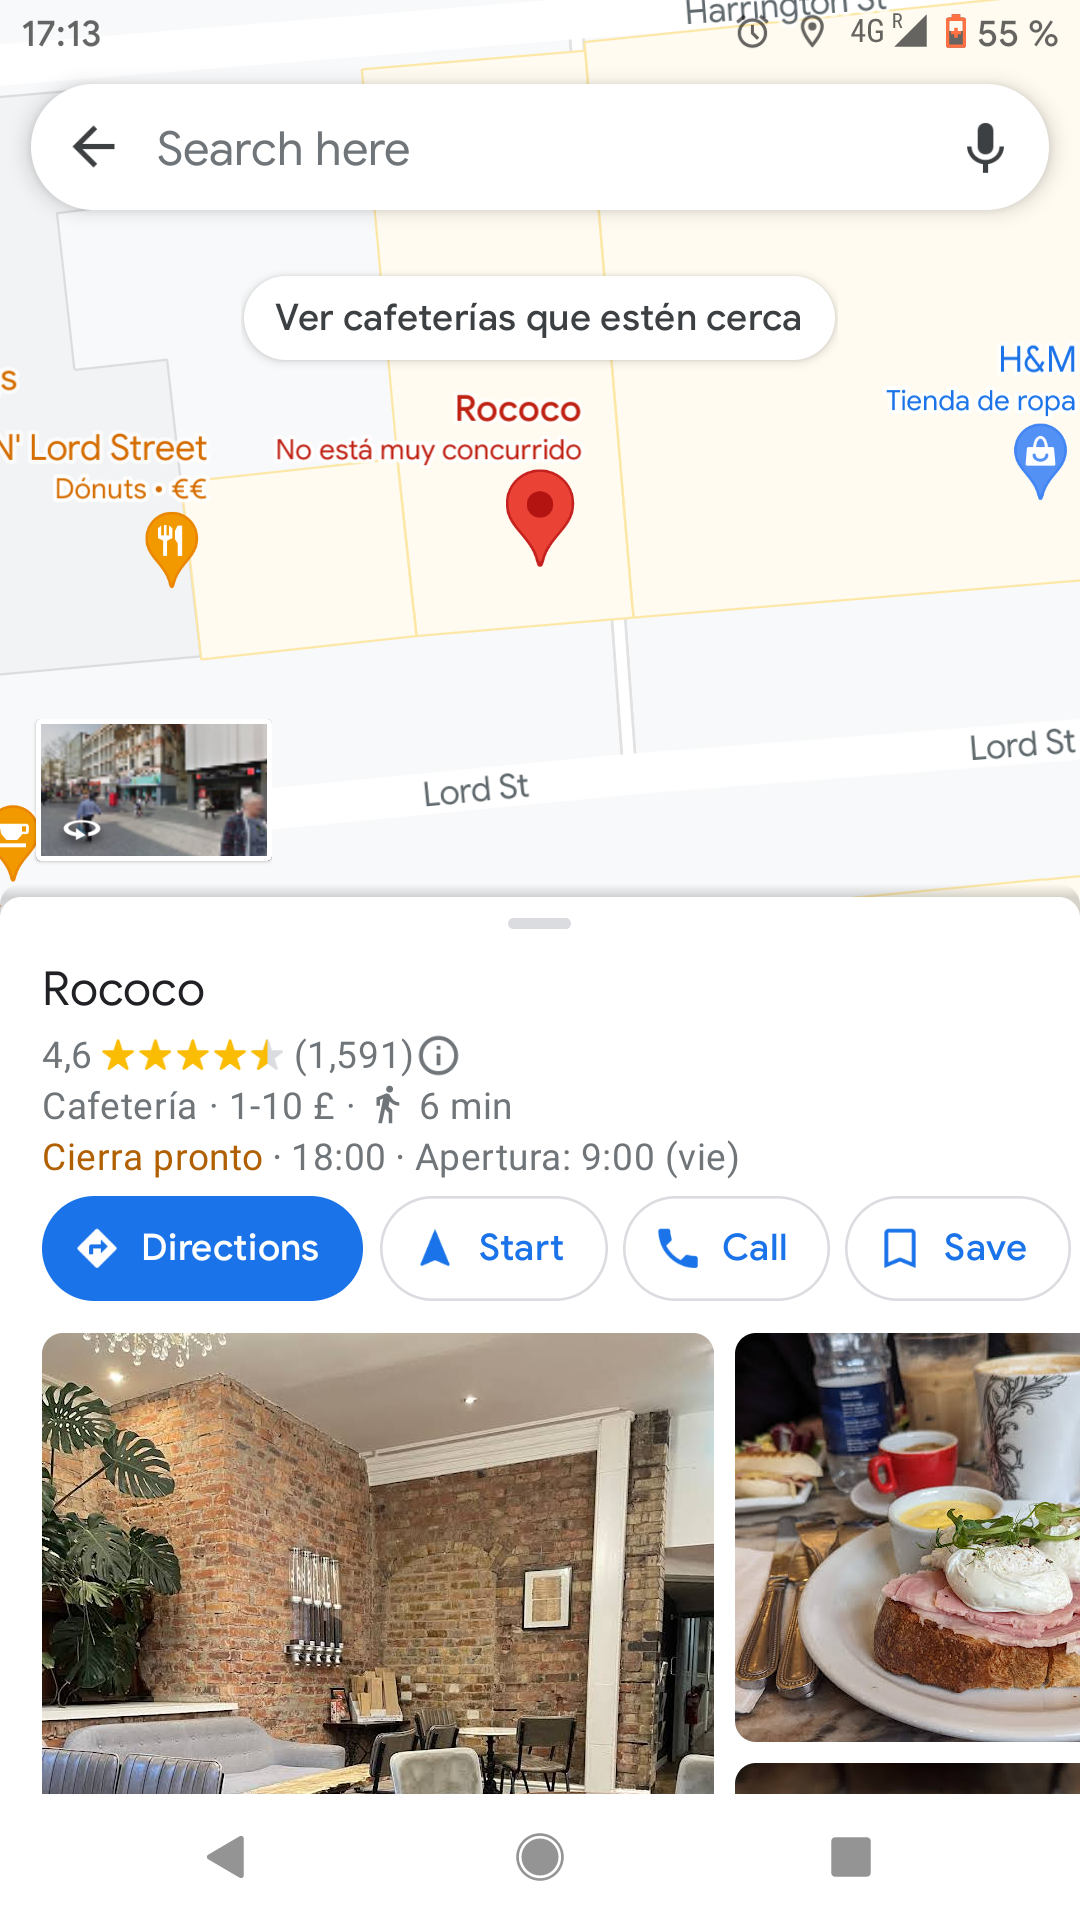 Harrington St
17:13
4G R 55 %
Search here
Ver cafeterías que estén cerca
H&M
Tienda de ropa
s
Rococo
No está muy concurrido
N' Lord Street
Dónuts • €€
Lord St
Lord St
Rococo
4,6 (1,591)
Cafetería · 1-10 £ · 6 min
Cierra pronto · 18:00 · Apertura: 9:00 (vie)
Directions
Start
Call
Save